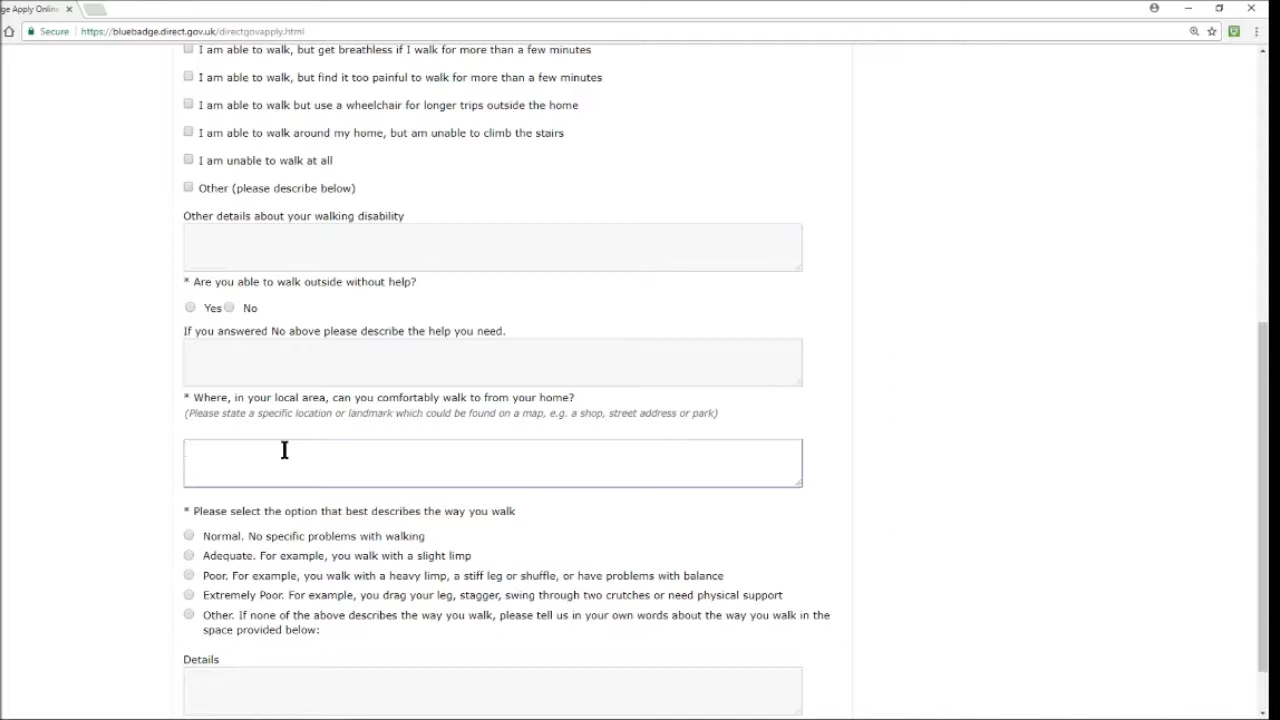 ge Apply Online
Secure https://bluebadge.direct.gov.uk/directgovapply.html
I am able to walk, but get breathless if I walk for more than a few minutes
I am able to walk, but find it too painful to walk for more than a few minutes
I am able to walk but use a wheelchair for longer trips outside the home
I am able to walk around my home, but am unable to climb the stairs
I am unable to walk at all
Other (please describe below)
Other details about your walking disability
* Are you able to walk outside without help?
Yes No
If you answered No above please describe the help you need.
* Where, in your local area, can you comfortably walk to from your home?
(Please state a specific location or landmark which could be found on a map, e.g. a shop, street address or park)
* Please select the option that best describes the way you walk
Normal. No specific problems with walking
Adequate. For example, you walk with a slight limp
Poor. For example, you walk with a heavy limp, a stiff leg or shuffle, or have problems with balance
Extremely Poor. For example, you drag your leg, stagger, swing through two crutches or need physical support
Other. If none of the above describes the way you walk, please tell us in your own words about the way you walk in the
space provided below:
Details